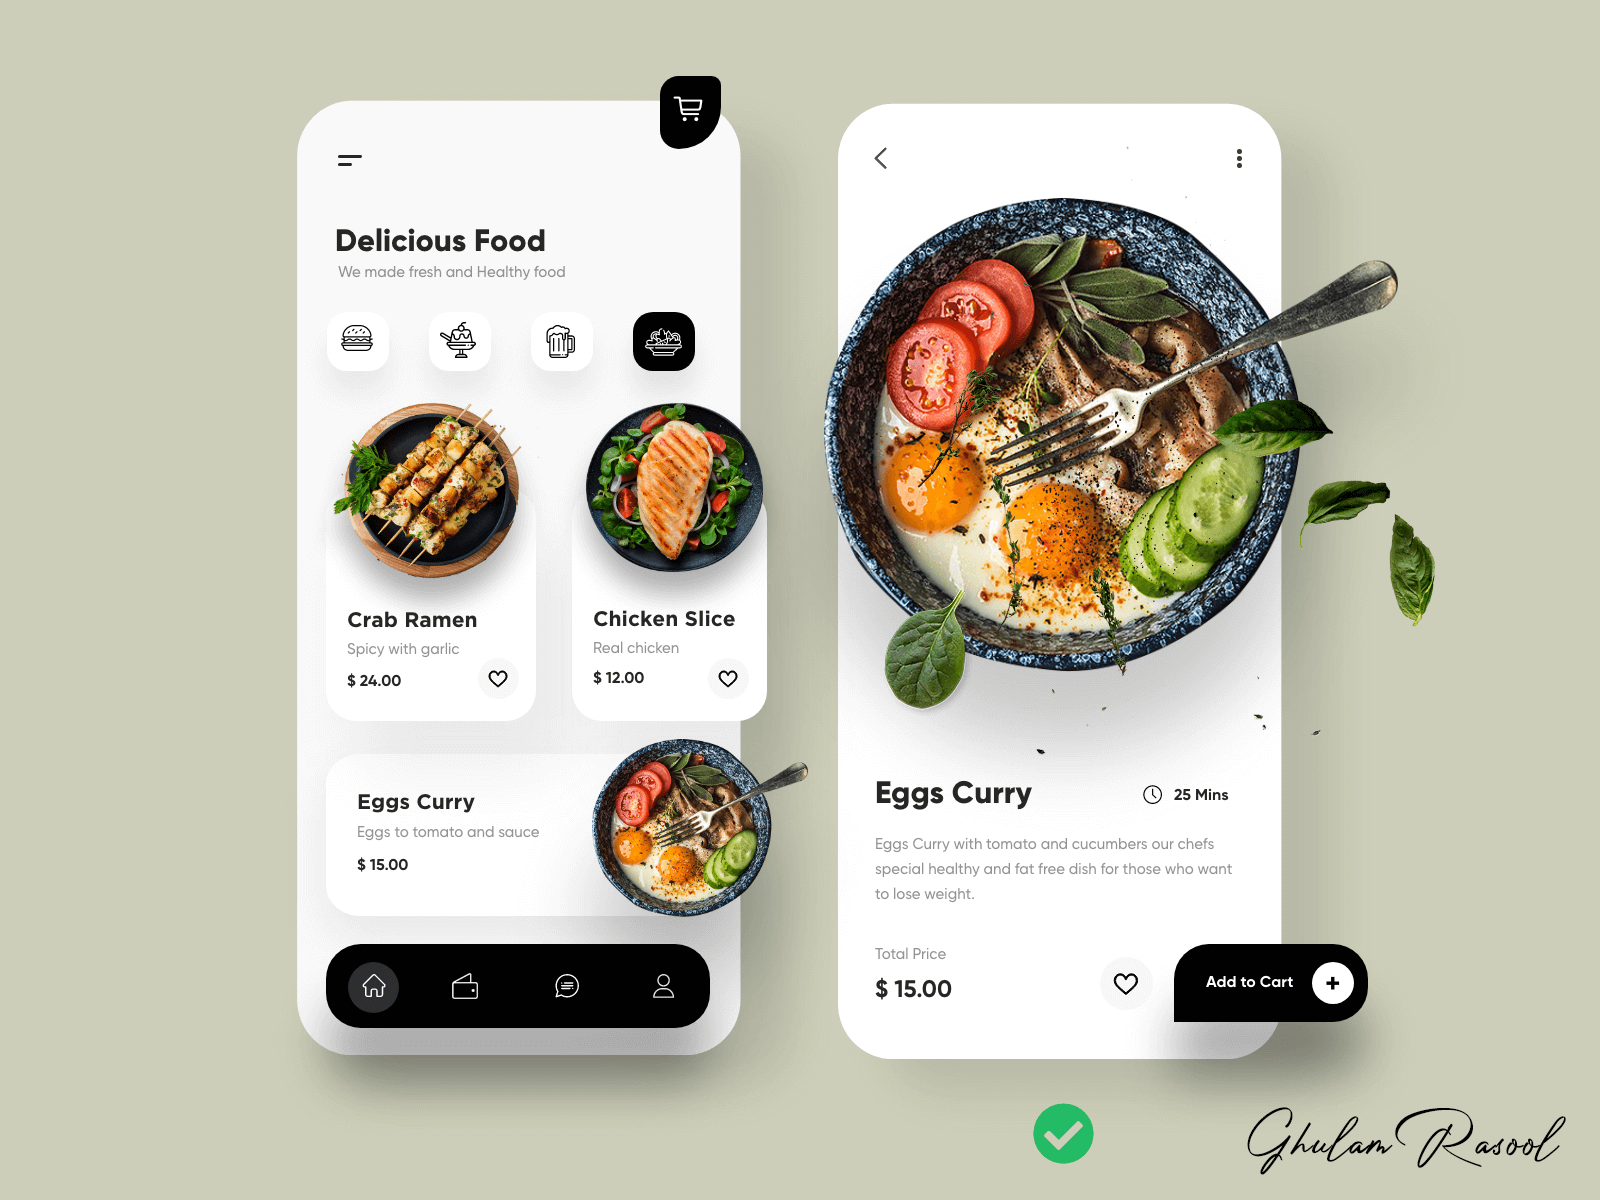 Delicious Food
We made fresh and Healthy food
Crab Ramen
Spicy with garlic
$ 24.00
Chicken Slice
Real chicken
$ 12.00
Eggs Curry
Eggs to tomato and sauce
$ 15.00
Eggs Curry
25 Mins
Eggs Curry with tomato and cucumbers our chefs
special healthy and fat free dish for those who want
to lose weight.
Total Price
$ 15.00
Add to Cart
Ghulam Rasool